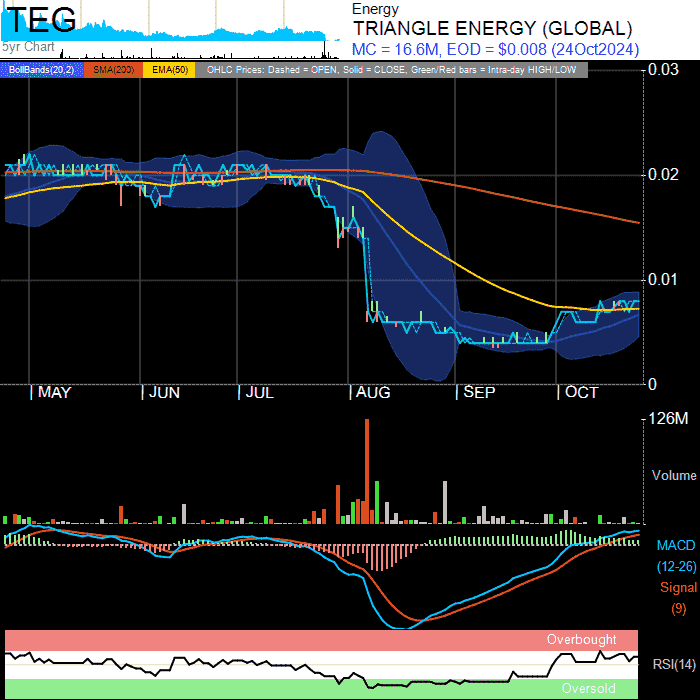 TEG
5yr Chart
Energy
TRIANGLE ENERGY (GLOBAL)
MC = 16.6M, EOD = $0.008 (24Oct2024)
BollBands(20,2) SMA(200) EMA(50) OHLC Prices: Dashed = OPEN, Solid = CLOSE, Green/Red bars = Intra-day HIGH/LOW
0.03
0.02
0.01
0
MAY JUN JUL AUG SEP OCT
126M
Volume
MACD
(12-26)
Signal
(9)
Overbought
RSI(14)
Oversold